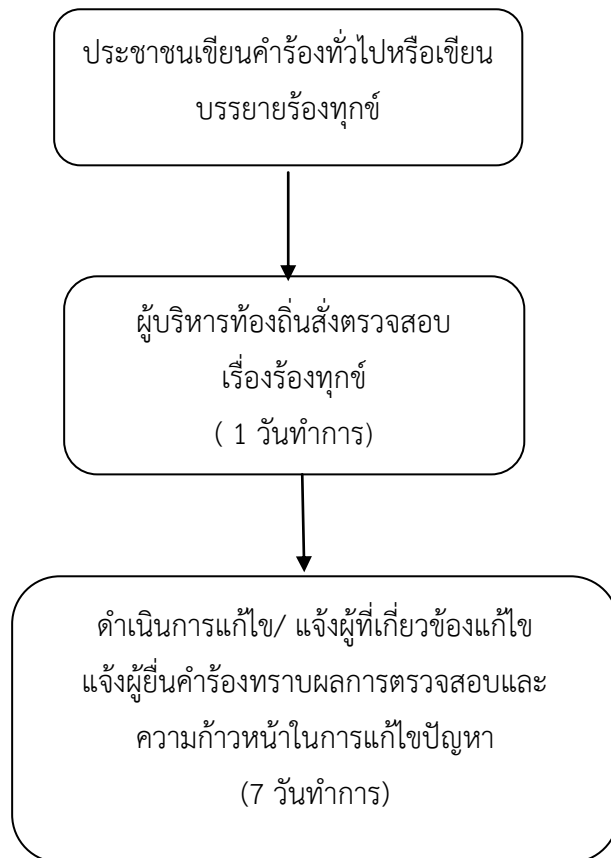 ประชาชนเขียนคำร้องทั่วไปหรือเขียน
บรรยายร้องทุกข์
ผู้บริหารท้องถิ่นสั่งตรวจสอบ
เรื่องร้องทุกข์
( 1 วันทำการ)
ดำเนินการแก้ไข/ แจ้งผู้ที่เกี่ยวข้องแก้ไข
แจ้งผู้ยื่นคำร้องทราบผลการตรวจสอบและ
ความก้าวหน้าในการแก้ไขปัญหา
(7 วันทำการ)